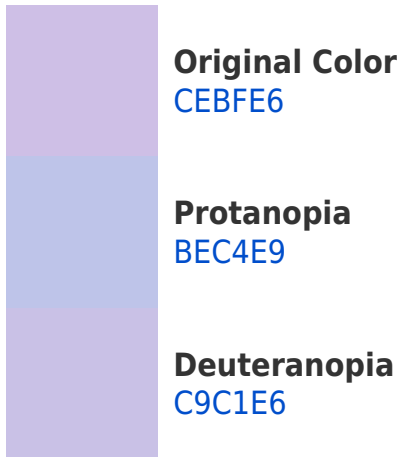 Original Color
CEBFE6
Protanopia
BEC4E9
Deuteranopia
C9C1E6